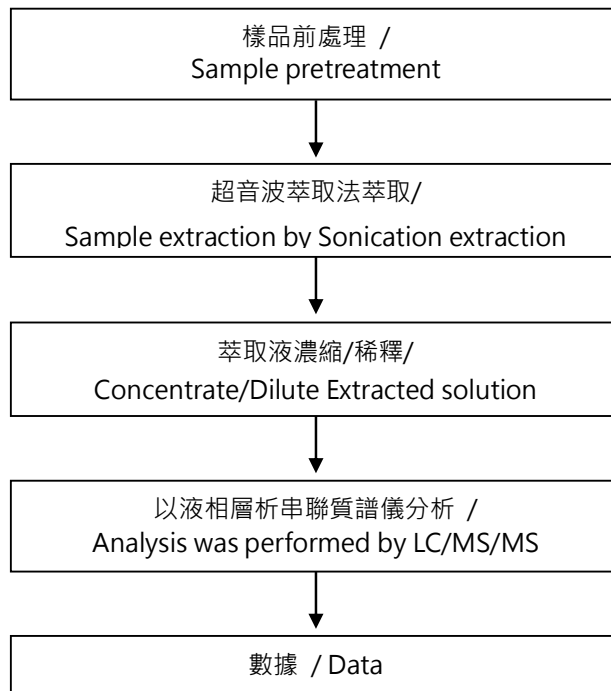 樣品前處理 /
Sample pretreatment
超音波萃取法萃取/
Sample extraction by Sonication extraction
萃取液濃縮/稀釋/
Concentrate/Dilute Extracted solution
以液相層析串聯質譜儀分析 /
Analysis was performed by LC/MS/MS
數據 / Data